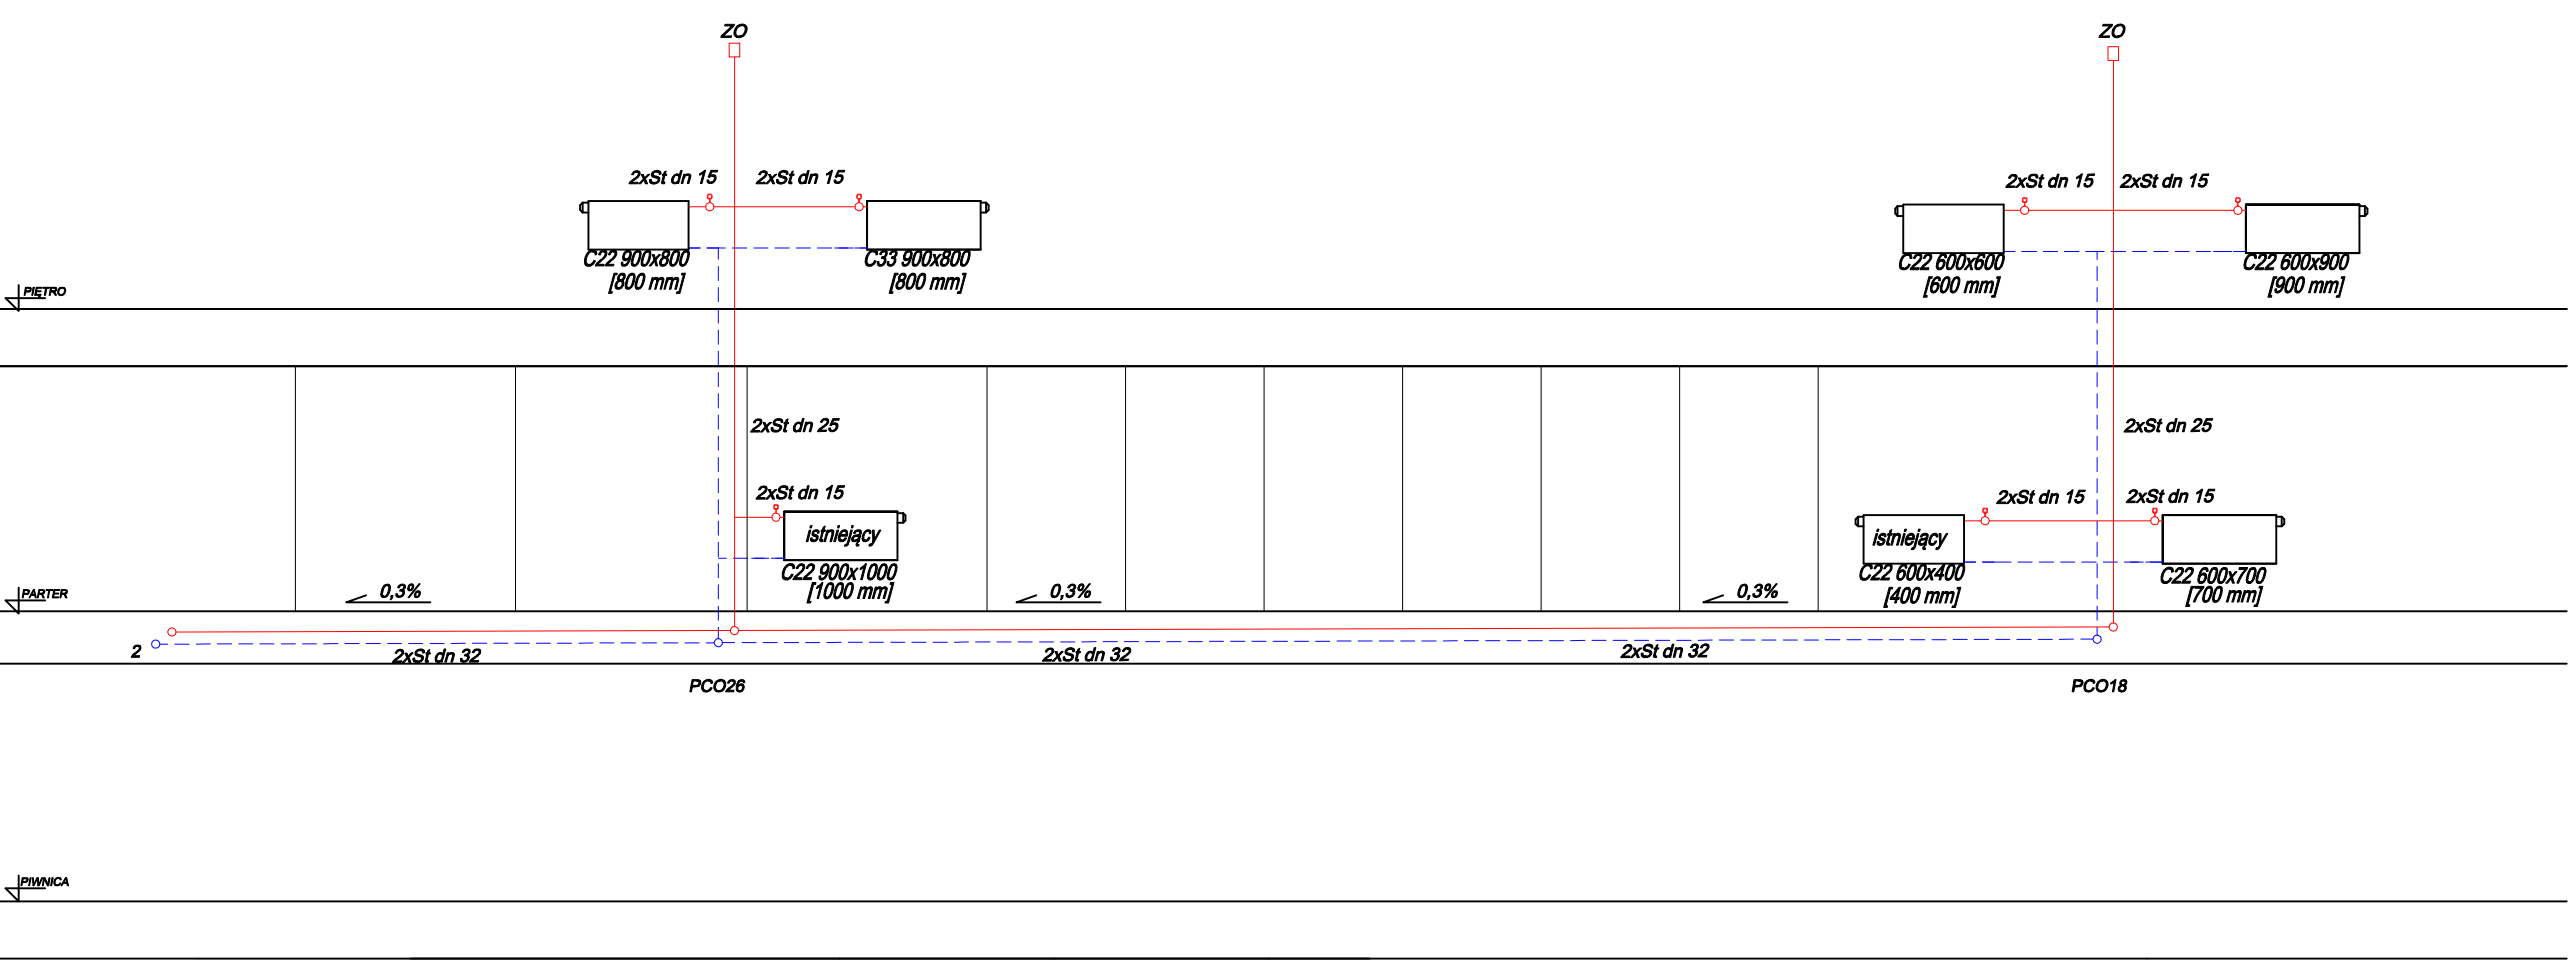 ZO
ZO
2xSt dn 15
2xSt dn 15
2xSt dn 15
2xSt dn 15
C22 900x800
[800 mm]
C33 900x800
[800 mm]
C22 600x600
[600 mm]
C22 600x900
[900 mm]
PIĘTRO
2xSt dn 25
2xSt dn 25
2xSt dn 15
2xSt dn 15
2xSt dn 15
istniejący
istniejący
C22 900x1000
[1000 mm]
C22 600x400
[400 mm]
C22 600x700
[700 mm]
PARTER
0,3%
0,3%
0,3%
2
2xSt dn 32
2xSt dn 32
2xSt dn 32
PCO26
PCO18
PIWNICA